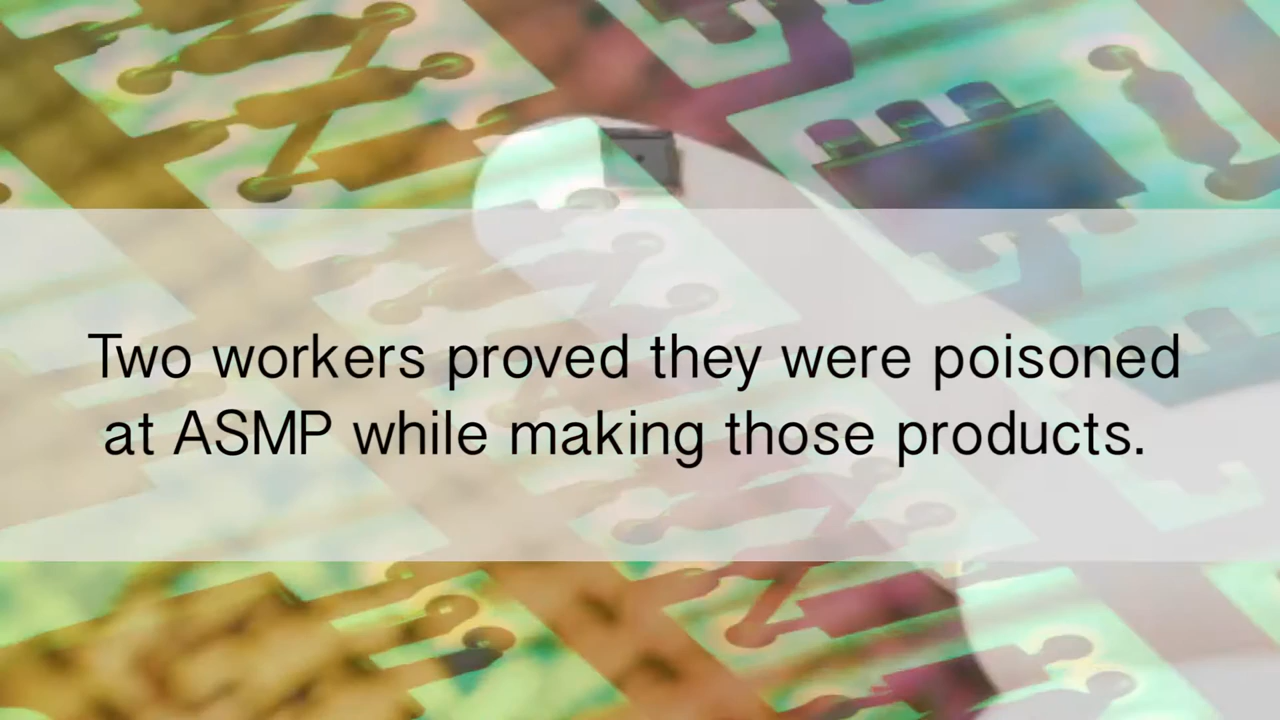 Two workers proved they were poisoned
at ASMP while making those products.